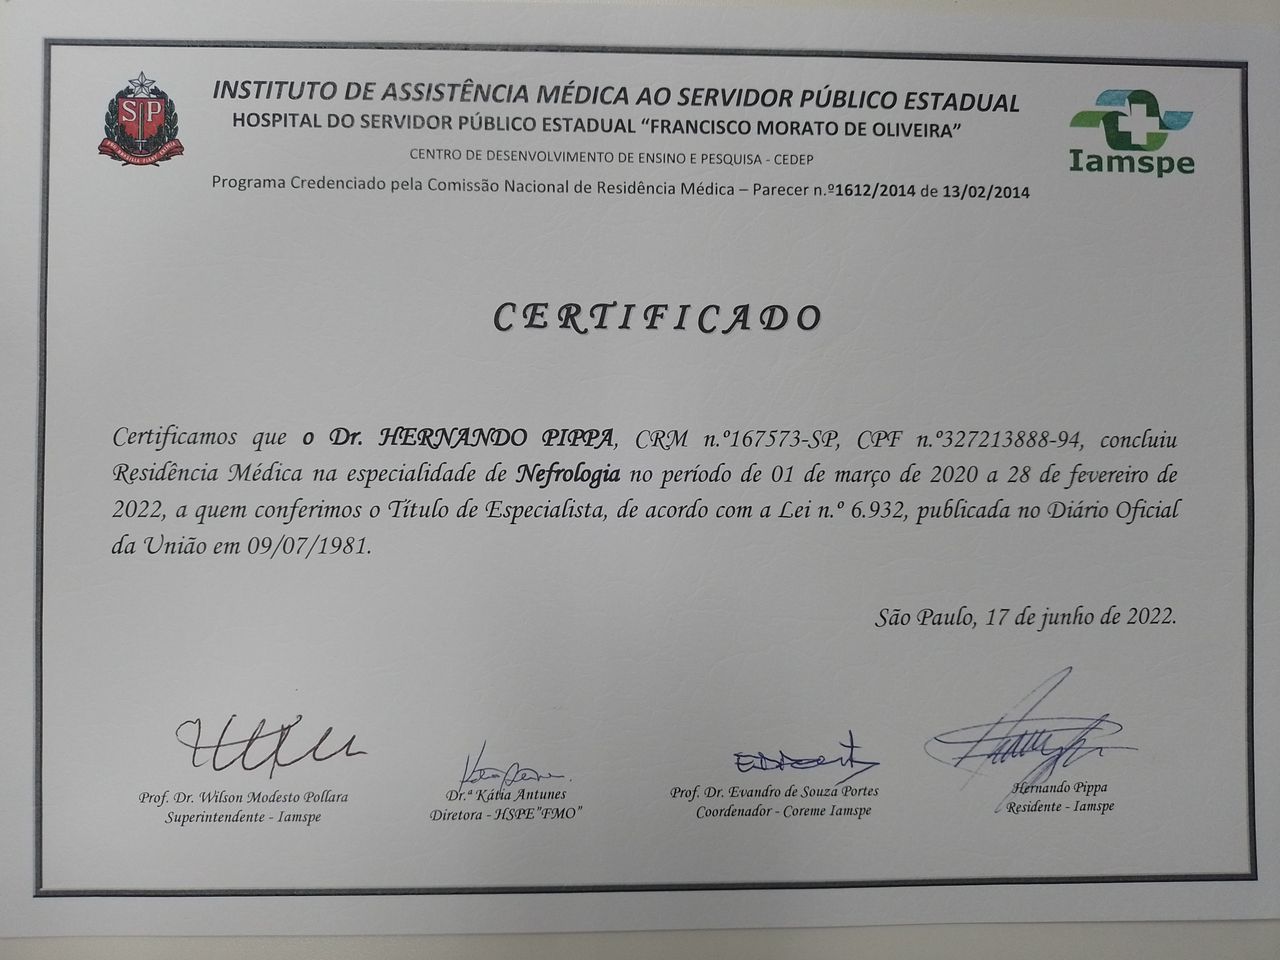 INSTITUTO DE ASSISTÊNCIA MÉDICA AO SERVIDOR PÚBLICO ESTADUAL
HOSPITAL DO SERVIDOR PÚBLICO ESTADUAL “FRANCISCO MORATO DE OLIVEIRA”
CENTRO DE DESENVOLVIMENTO DE ENSINO E PESQUISA - CEDEP
Programa Credenciado pela Comissão Nacional de Residência Médica – Parecer n.º1612/2014 de 13/02/2014
SP
PRO BRASILIA FIANT EXIMIA
Iamspe
CERTIFICADO
Certificamos que o Dr. HERNANDO PIPPA, CRM n.º167573-SP, CPF n.º327213888-94, concluiu
Residência Médica na especialidade de Nefrologia no período de 01 de março de 2020 a 28 de fevereiro de
2022, a quem conferimos o Título de Especialista, de acordo com a Lei n.º 6.932, publicada no Diário Oficial
da União em 09/07/1981.
São Paulo, 17 de junho de 2022.
Prof. Dr. Wilson Modesto Pollara
Superintendente - Iamspe
Dr.ª Kátia Antunes
Diretora - HSPE"FMO"
Prof. Dr. Evandro de Souza Portes
Coordenador - Coreme Iamspe
Hernando Pippa
Residente - Iamspe